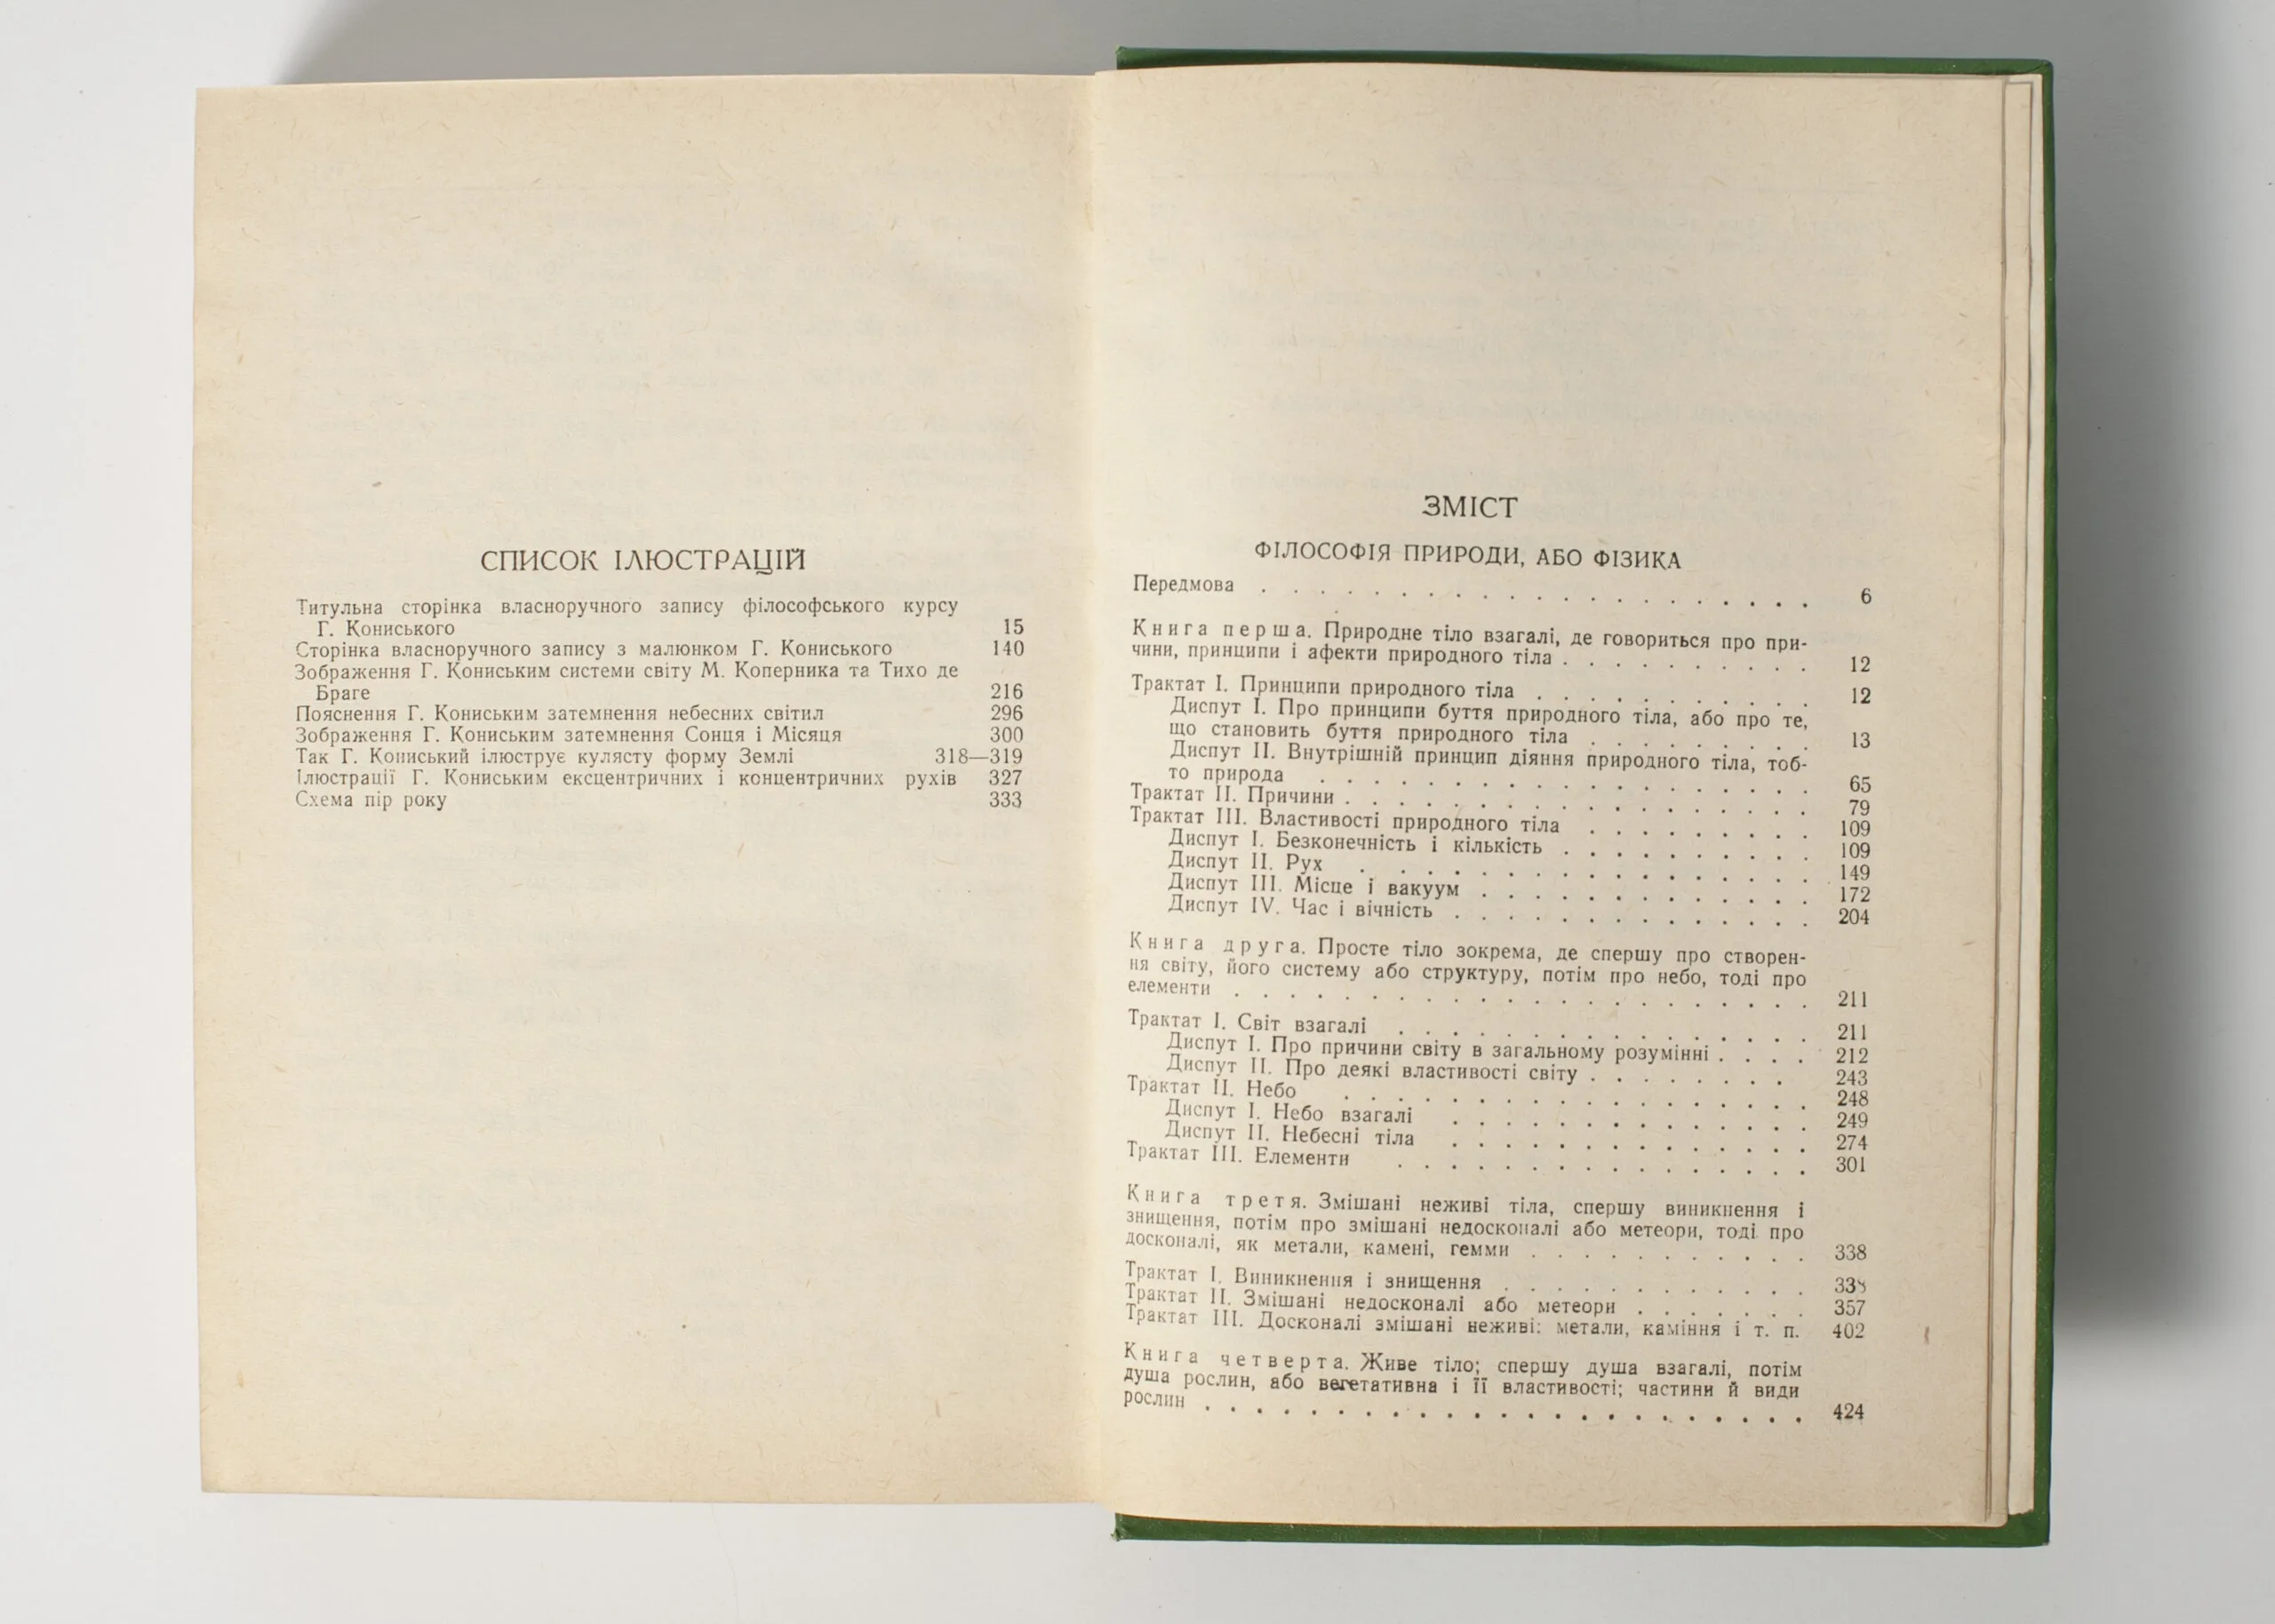 СПИСОК ІЛЮСТРАЦІЙ
Титульна сторінка власноручного запису філософського курсу
Г. Кониського 15
Сторінка власноручного запису з малюнком Г. Кониського 140
Зображення Г. Кониським системи світу М. Коперника та Тихо де
Браге 216
Пояснення Г. Кониським затемнення небесних світил 296
Зображення Г. Кониським затемнення Сонця і Місяця 300
Так Г. Кониський ілюструє кулясту форму Землі 318—319
Ілюстрації Г. Кониським ексцентричних і концентричних рухів 327
Схема пір року 333
ЗМІСТ
ФІЛОСОФІЯ ПРИРОДИ, АБО ФІЗИКА
Передмова . . . . . . . . . . . . . . . . . . . . . 6
Книга перша. Природне тіло взагалі, де говориться про при-
чини, принципи і афекти природного тіла . . . . . . . . . . 12
Трактат I. Принципи природного тіла . . . . . . . . . . . 12
Диспут I. Про принципи буття природного тіла, або про те,
що становить буття природного тіла . . . . . . . . . 13
Диспут II. Внутрішній принцип діяння природного тіла, тоб-
то природа . . . . . . . . . . . . . . . . . . . 65
Трактат II. Причини . . . . . . . . . . . . . . . . . . 79
Трактат III. Властивості природного тіла . . . . . . . . . 109
Диспут I. Безконечність і кількість . . . . . . . . . . 109
Диспут II. Рух . . . . . . . . . . . . . . . . . 149
Диспут III. Місце і вакуум . . . . . . . . . . . . . 172
Диспут IV. Час і вічність . . . . . . . . . . . . . . 204
Книга друга. Просте тіло зокрема, де спершу про створен-
ня світу, його систему або структуру, потім про небо, тоді про
елементи . . . . . . . . . . . . . . . . . . . . . . 211
Трактат I. Світ взагалі . . . . . . . . . . . . . . . . 211
Диспут I. Про причини світу в загальному розумінні . . . . 212
Диспут II. Про деякі властивості світу . . . . . . . . 243
Трактат II. Небо . . . . . . . . . . . . . . . . . . 248
Диспут I. Небо взагалі . . . . . . . . . . . . . . 249
Диспут II. Небесні тіла . . . . . . . . . . . . . . 274
Трактат III. Елементи . . . . . . . . . . . . . . . . 301
Книга третя. Змішані неживі тіла, спершу виникнення і
знищення, потім про змішані недосконалі або метеори, тоді про
досконалі, як метали, камені, гемми . . . . . . . . . . . 338
Трактат I. Виникнення і знищення . . . . . . . . . . . . 338
Трактат II. Змішані недосконалі або метеори . . . . . . . 357
Трактат III. Досконалі змішані неживі: метали, каміння і т. п. 402
Книга четверта. Живе тіло; спершу душа взагалі, потім
душа рослин, або вегетативна і її властивості; частини й види
рослин . . . . . . . . . . . . . . . . . . . . . . . 424